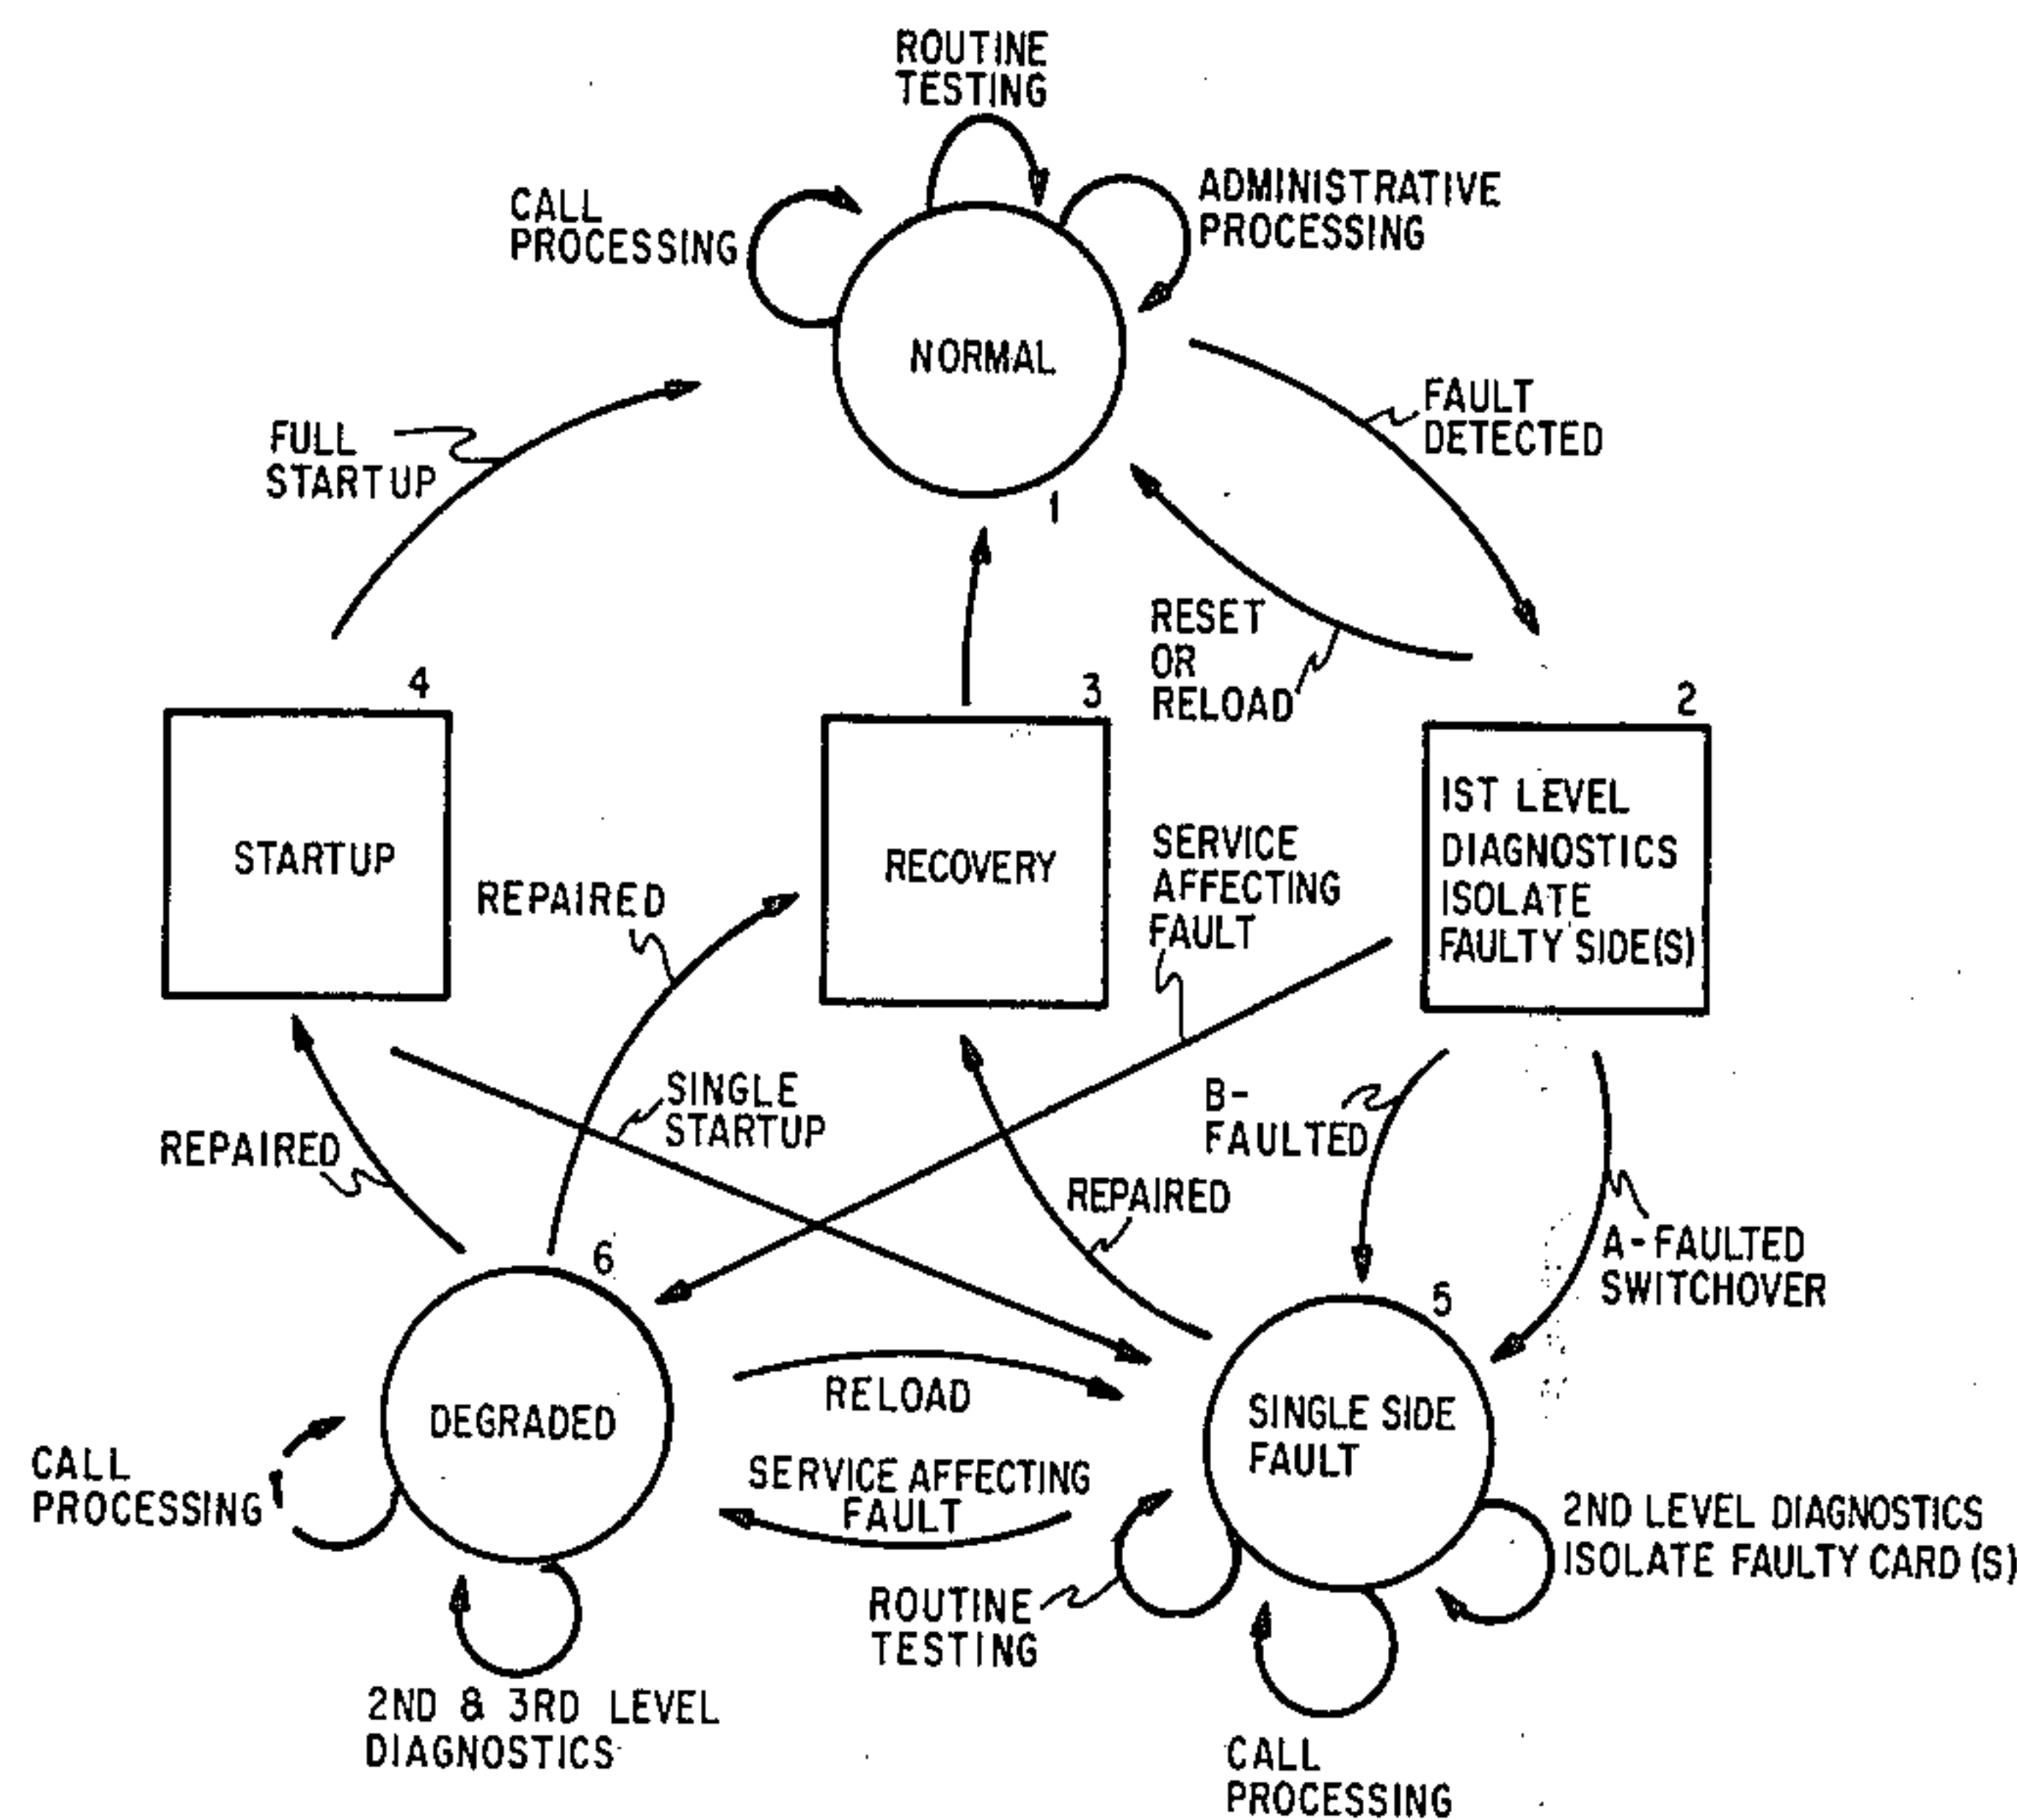 ROUTINE
TESTING
CALL
PROCESSING
ADMINISTRATIVE
PROCESSING
NORMAL
1
FULL
STARTUP
FAULT
DETECTED
RESET
OR
RELOAD
4
STARTUP
3
RECOVERY
2
1ST LEVEL
DIAGNOSTICS
ISOLATE
FAULTY SIDE(S)
REPAIRED
SERVICE
AFFECTING
FAULT
SINGLE
STARTUP
REPAIRED
REPAIRED
B-
FAULTED
A-FAULTED
SWITCHOVER
6
DEGRADED
5
SINGLE SIDE
FAULT
RELOAD
SERVICE AFFECTING
FAULT
CALL
PROCESSING
2ND & 3RD LEVEL
DIAGNOSTICS
ROUTINE
TESTING
2ND LEVEL DIAGNOSTICS
ISOLATE FAULTY CARD(S)
CALL
PROCESSING